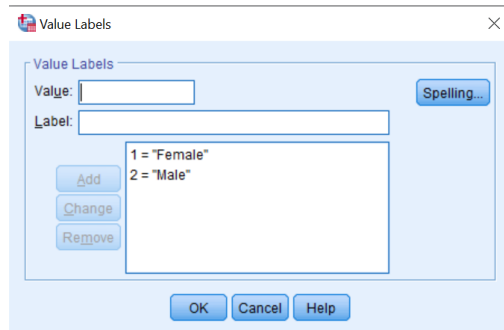 Value Labels
Value Labels
Value:
Spelling...
Label:
1 = "Female"
2 = "Male"
Add
Change
Remove
OK Cancel Help